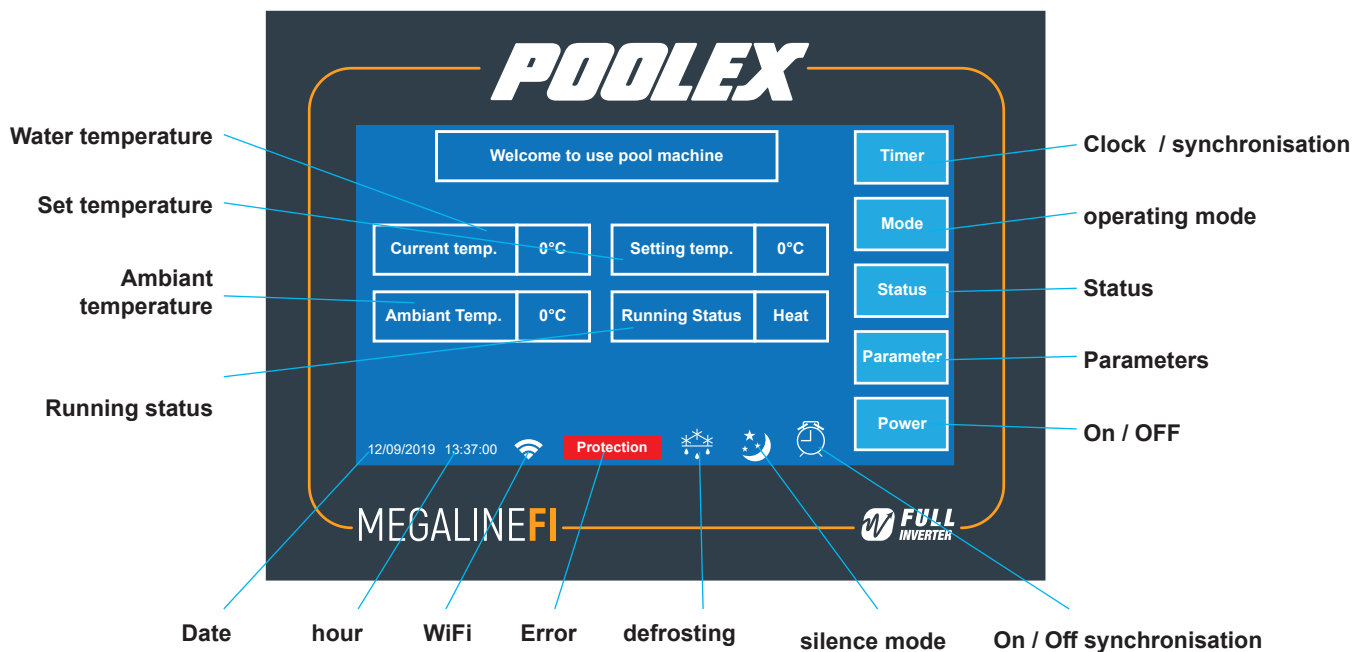 POOLEX
Welcome to use pool machine
Water temperature
Set temperature
Ambiant
temperature
Running status
Current temp.
0°C
Setting temp.
0°C
Ambiant Temp.
0°C
Running Status
Heat
Timer
Mode
Status
Parameter
Power
Clock / synchronisation
operating mode
Status
Parameters
On / OFF
12/09/2019 13:37:00
Protection
MEGALINEFI
FULL
INVERTER
Date
hour
WiFi
Error
defrosting
silence mode
On / Off synchronisation